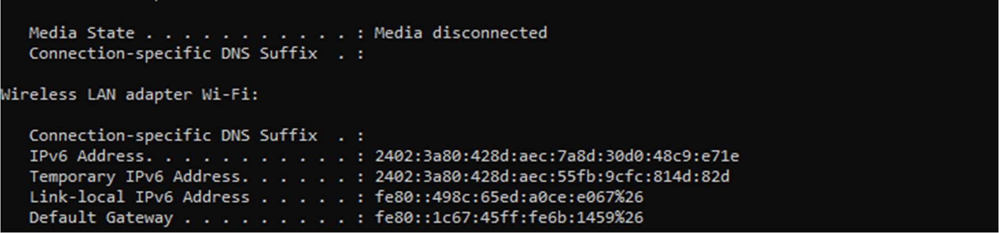 Media State . . . . . . . . . . . : Media disconnected
Connection-specific DNS Suffix  . :
Wireless LAN adapter Wi-Fi:
Connection-specific DNS Suffix  . :
IPv6 Address. . . . . . . . . . . : 2402:3a80:428d:aec:7a8d:30d0:48c9:e71e
Temporary IPv6 Address. . . . . . : 2402:3a80:428d:aec:55fb:9cfc:814d:82d
Link-local IPv6 Address . . . . . : fe80::498c:65ed:a0ce:e067%26
Default Gateway . . . . . . . . . : fe80::1c67:45ff:fe6b:1459%26